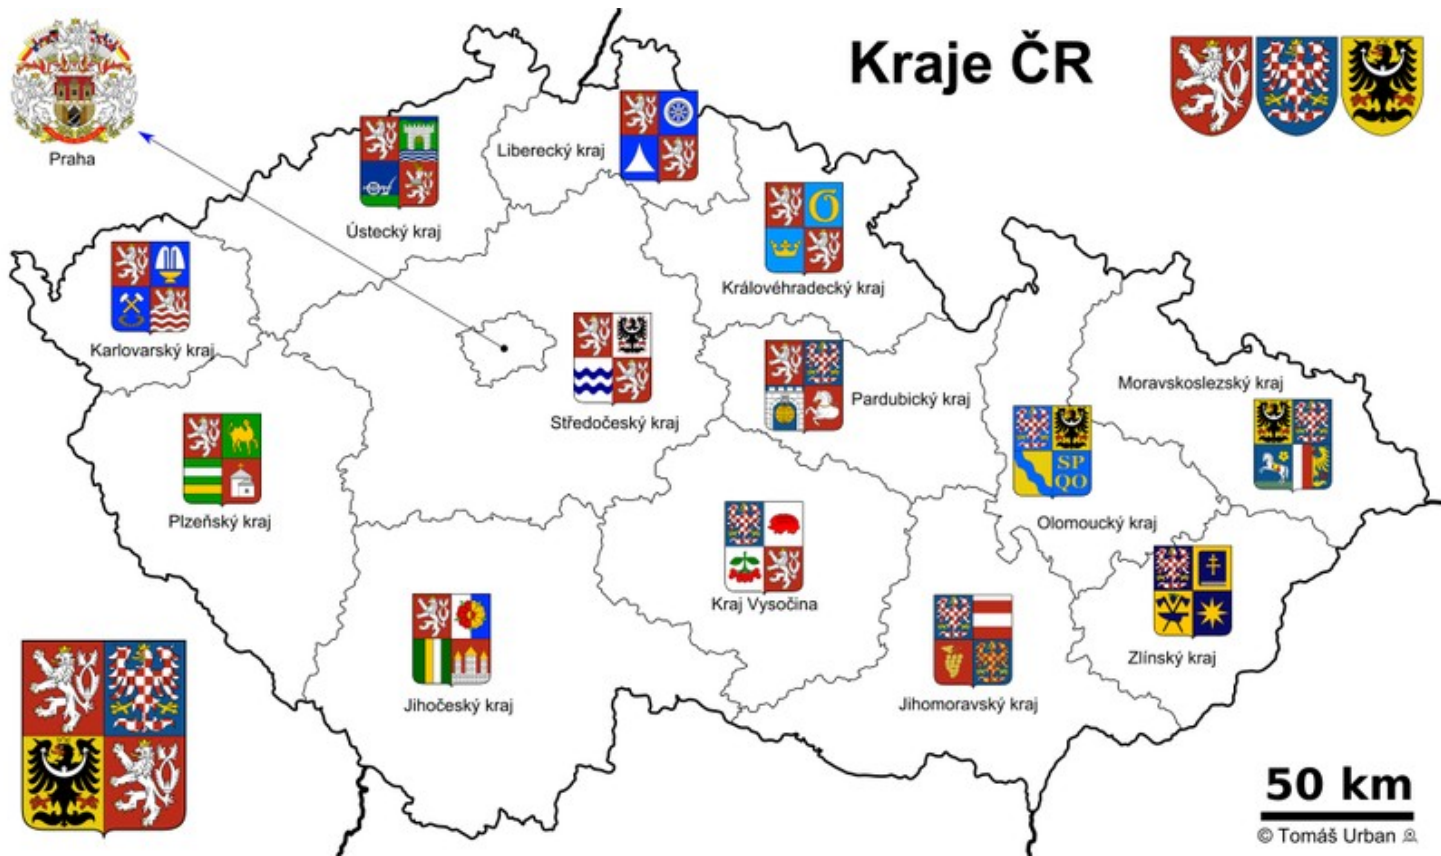 Kraje ČR
Praha
Liberecký kraj
Ústecký kraj
Královéhradecký kraj
Karlovarský kraj
Středočeský kraj
Pardubický kraj
Moravskoslezský kraj
SP
QO
Plzeňský kraj
Olomoucký kraj
Kraj Vysočina
Zlínský kraj
Jihočeský kraj
Jihomoravský kraj
50 km
© Tomáš Urban